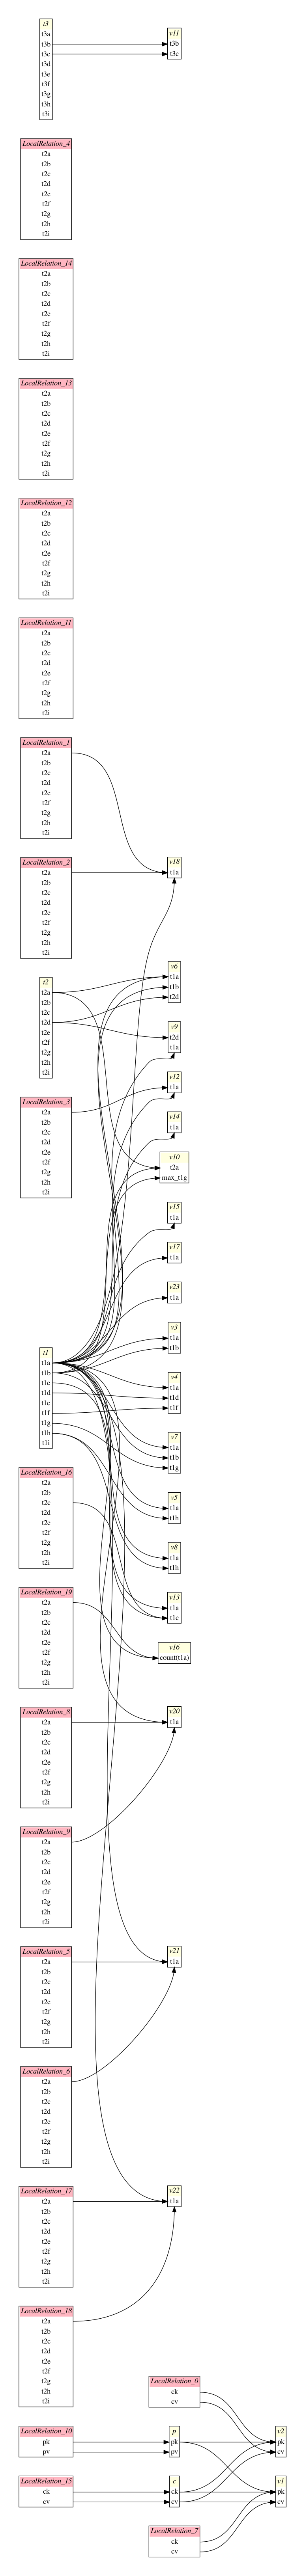 t3
t3a
t3b
t3c
t3d
t3e
t3f
t3g
t3h
t3i
LocalRelation_4
t2a
t2b
t2c
t2d
t2e
t2f
t2g
t2h
t2i
LocalRelation_14
t2a
t2b
t2c
t2d
t2e
t2f
t2g
t2h
t2i
LocalRelation_13
t2a
t2b
t2c
t2d
t2e
t2f
t2g
t2h
t2i
LocalRelation_12
t2a
t2b
t2c
t2d
t2e
t2f
t2g
t2h
t2i
LocalRelation_11
t2a
t2b
t2c
t2d
t2e
t2f
t2g
t2h
t2i
LocalRelation_1
t2a
t2b
t2c
t2d
t2e
t2f
t2g
t2h
t2i
LocalRelation_2
t2a
t2b
t2c
t2d
t2e
t2f
t2g
t2h
t2i
t2
t2a
t2b
t2c
t2d
t2e
t2f
t2g
t2h
t2i
LocalRelation_3
t2a
t2b
t2c
t2d
t2e
t2f
t2g
t2h
t2i
t1
t1a
t1b
t1c
t1d
t1e
t1f
t1g
t1h
t1i
LocalRelation_16
t2a
t2b
t2c
t2d
t2e
t2f
t2g
t2h
t2i
LocalRelation_19
t2a
t2b
t2c
t2d
t2e
t2f
t2g
t2h
t2i
LocalRelation_8
t2a
t2b
t2c
t2d
t2e
t2f
t2g
t2h
t2i
LocalRelation_9
t2a
t2b
t2c
t2d
t2e
t2f
t2g
t2h
t2i
LocalRelation_5
t2a
t2b
t2c
t2d
t2e
t2f
t2g
t2h
t2i
LocalRelation_6
t2a
t2b
t2c
t2d
t2e
t2f
t2g
t2h
t2i
LocalRelation_17
t2a
t2b
t2c
t2d
t2e
t2f
t2g
t2h
t2i
LocalRelation_18
t2a
t2b
t2c
t2d
t2e
t2f
t2g
t2h
t2i
LocalRelation_10
pk
pv
LocalRelation_15
ck
cv
v11
t3b
t3c
v18
t1a
v6
t1a
t1b
t2d
v9
t2d
t1a
v12
t1a
v14
t1a
v10
t2a
max_t1g
v15
t1a
v17
t1a
v23
t1a
v3
t1a
t1b
v4
t1a
t1d
t1f
v7
t1a
t1b
t1g
v5
t1a
t1h
v8
t1a
t1h
v13
t1a
t1c
v16
count(t1a)
v20
t1a
v21
t1a
v22
t1a
LocalRelation_0
ck
cv
p
pk
pv
c
ck
cv
LocalRelation_7
ck
cv
v2
pk
cv
v1
pk
cv